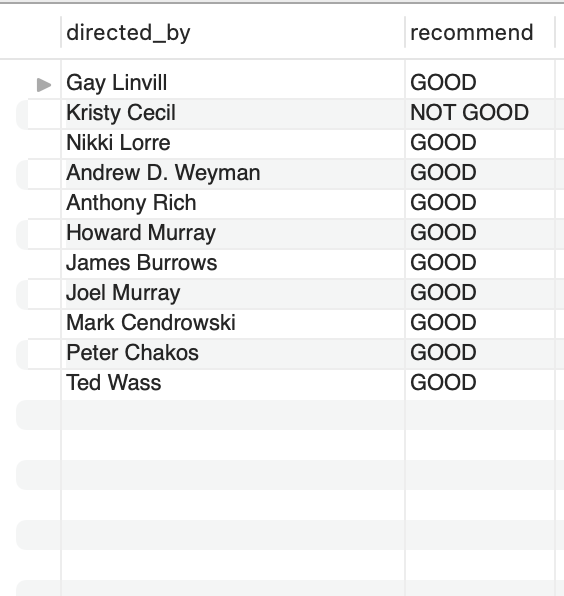 directed_by recommend
Gay Linvill GOOD
Kristy Cecil NOT GOOD
Nikki Lorre GOOD
Andrew D. Weyman GOOD
Anthony Rich GOOD
Howard Murray GOOD
James Burrows GOOD
Joel Murray GOOD
Mark Cendrowski GOOD
Peter Chakos GOOD
Ted Wass GOOD